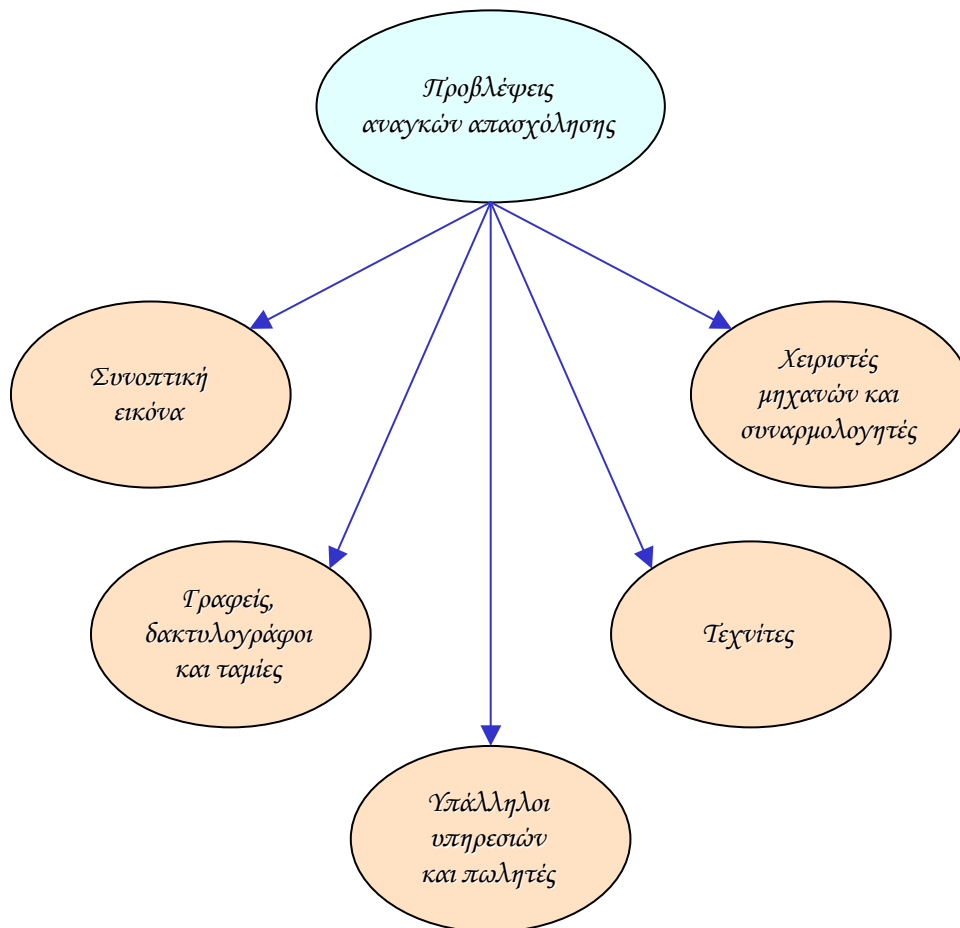 Προβλέψεις
αναγκών απασχόλησης
Συνοπτική
εικόνα
Χειριστές
μηχανών και
συναρμολογητές
Γραφείς,
δακτυλογράφοι
και ταμίες
Τεχνίτες
Υπάλληλοι
υπηρεσιών
και πωλητές